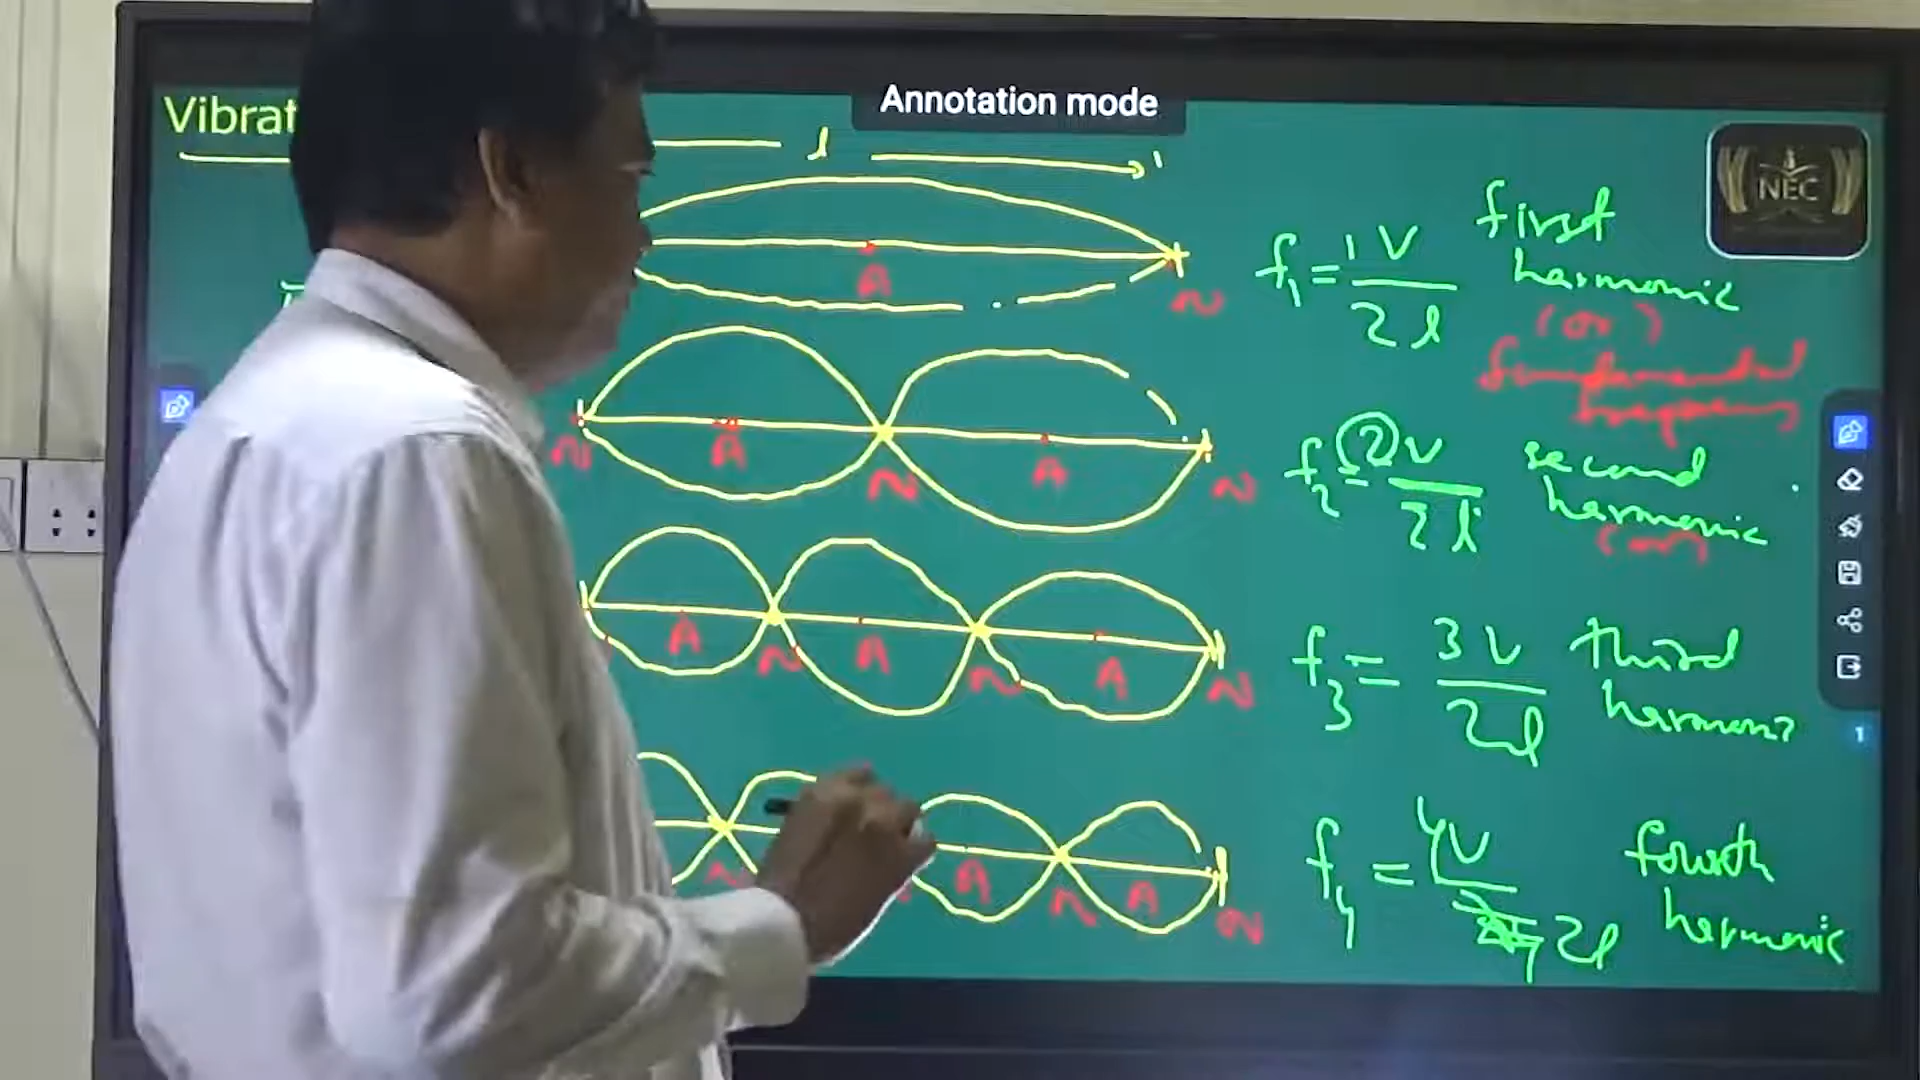 Annotation mode
Vibrat
l
NEC
A
N
f₁ = 1V / 2l
first
harmonic
(or)
fundamental
frequency
N A N A N
f₂ = 2V / 2l
second
harmonic
(or)
A N A N A N
f₃ = 3V / 2l
third
harmoni
N A N A N
f₄ = 4V / 2l
fourth
harmonic
1